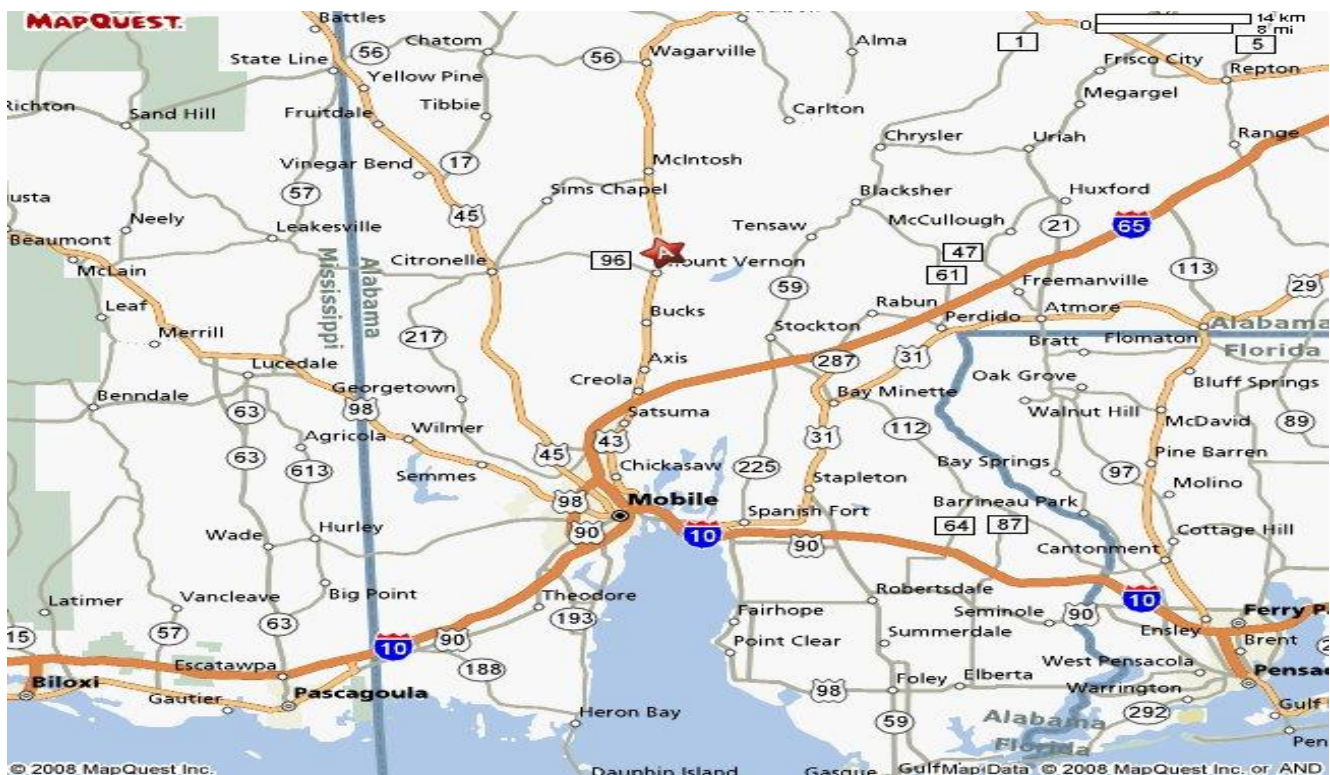 MAPQUEST.
Battles
14 km
0
8 mi
Chatom
56
56
Wagarville
Alma
1
5
State Line
Yellow Pine
Frisco City
Repton
Richton
Sand Hill
Fruitdale
Tibbie
Carlton
Megargel
Chrysler
Uriah
Range
Vinegar Bend
17
McIntosh
57
Sims Chapel
Blacksher
Huxford
usta
Neely
Leakesville
45
Tensaw
McCullough
21
65
Beaumont
McLain
Mississippi
Alabama
Citronelle
96
A
Mount Vernon
47
61
113
59
Freemanville
29
Leaf
Merrill
217
Bucks
Rabun
Stockton
Perdido
Atmore
Alabama
Florida
Lucedale
Axis
287
31
Bratt
Flomaton
Benndale
Georgetown
Creola
Bay Minette
Oak Grove
Bluff Springs
98
63
Satsuma
Walnut Hill
McDavid
89
Agricola
Wilmer
43
31
112
63
613
Semmes
45
Chickasaw
225
Bay Springs
97
Pine Barren
Stapleton
Molino
98
Mobile
Barrineau Park
Wade
Hurley
90
10
Spanish Fort
90
64
87
Cottage Hill
Cantonment
Latimer
Vancleave
Big Point
Theodore
Robertsdale
10
15
57
63
193
Fairhope
Seminole
90
Ensley
Ferry P
10
90
Point Clear
Summerdale
Brent
Escatawpa
188
West Pensacola
Biloxi
Gautier
Pascagoula
98
Foley
Elberta
Warrington
Pensac
Heron Bay
59
292
Alabama
Florida
Gulf
Pen
Dauphin Island
Gasque
Gulf
© 2008 MapQuest Inc.
Map Data © 2008 MapQuest Inc. or AND